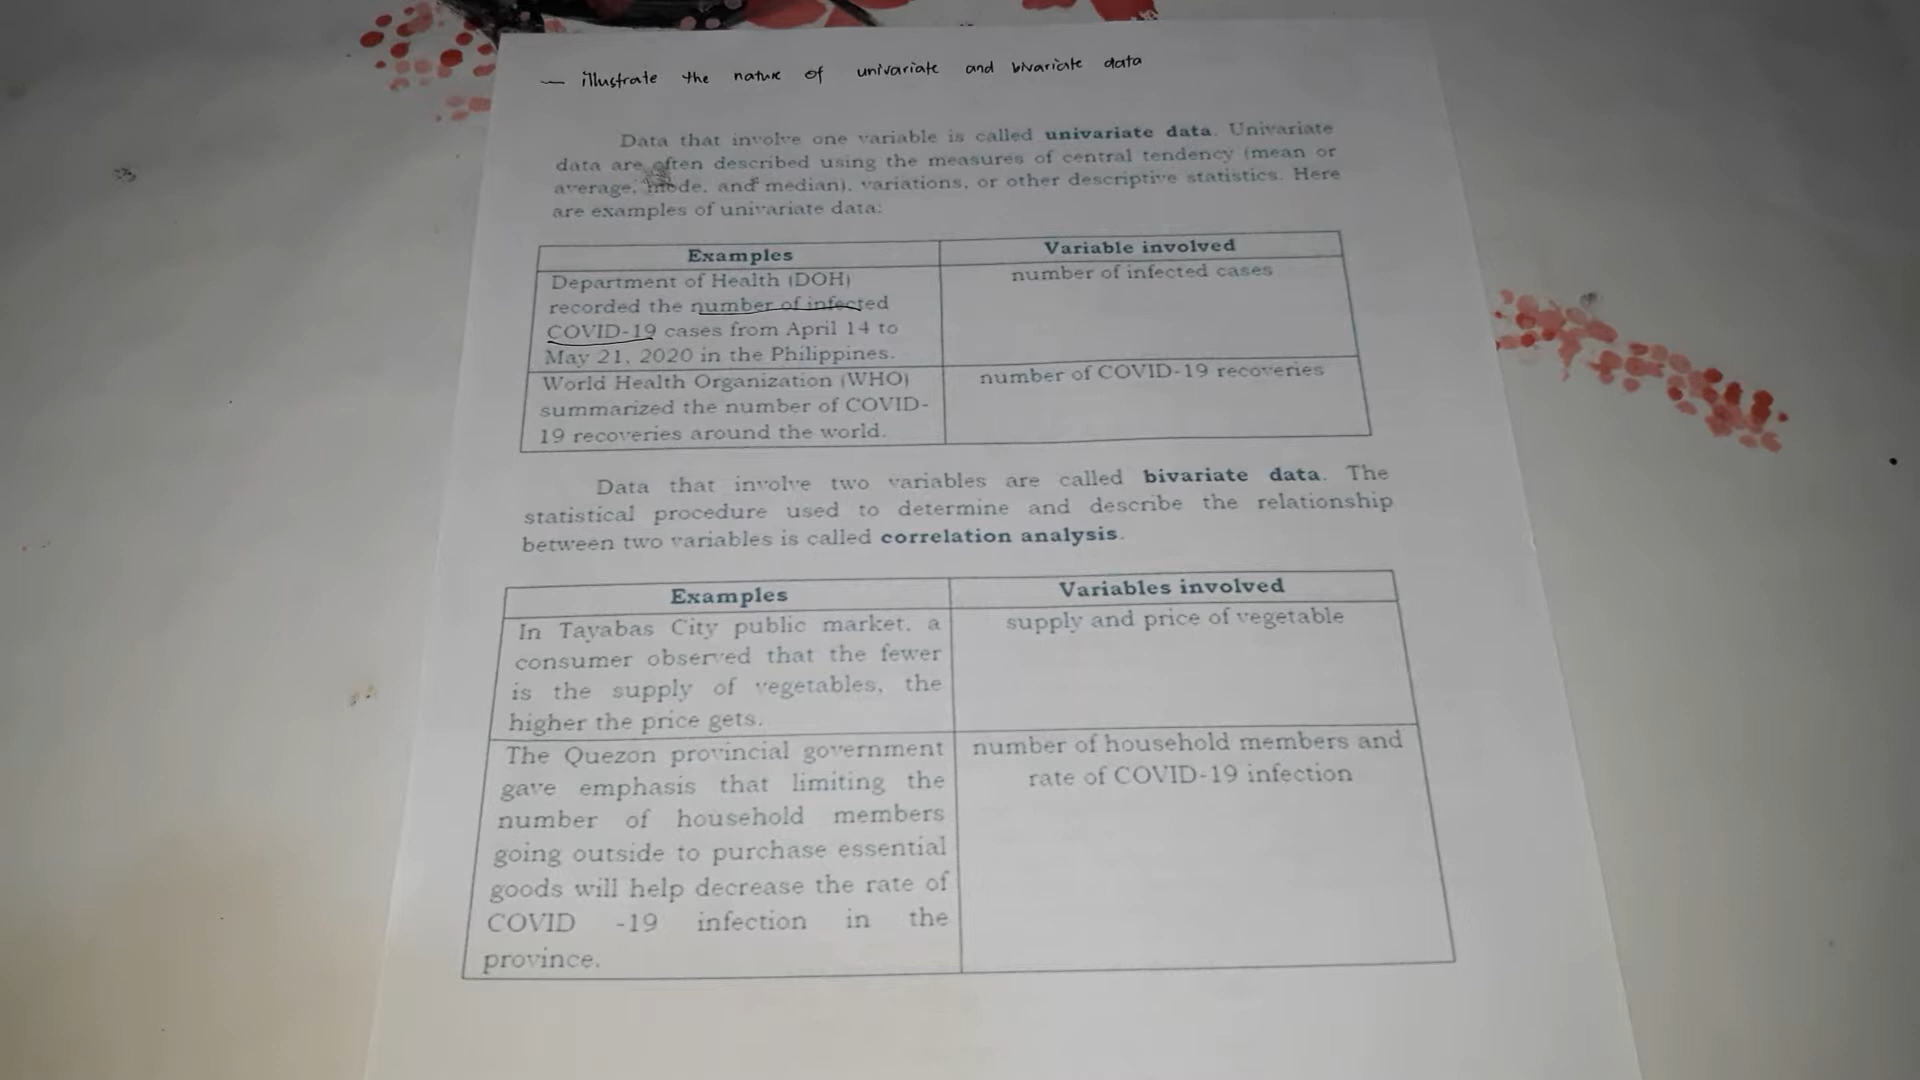 — illustrate the nature of univariate and bivariate data
Data that involve one variable is called univariate data. Univariate
data are often described using the measures of central tendency (mean or
average, mode, and median), variations, or other descriptive statistics. Here
are examples of univariate data:
Examples
Variable involved
Department of Health (DOH)
recorded the number of infected
COVID-19 cases from April 14 to
May 21, 2020 in the Philippines.
number of infected cases
World Health Organization (WHO)
summarized the number of COVID-
19 recoveries around the world.
number of COVID-19 recoveries
Data that involve two variables are called bivariate data. The
statistical procedure used to determine and describe the relationship
between two variables is called correlation analysis.
Examples
Variables involved
In Tayabas City public market, a
consumer observed that the fewer
is the supply of vegetables, the
higher the price gets.
supply and price of vegetable
The Quezon provincial government
gave emphasis that limiting the
number of household members
going outside to purchase essential
goods will help decrease the rate of
COVID -19 infection in the
province.
number of household members and
rate of COVID-19 infection